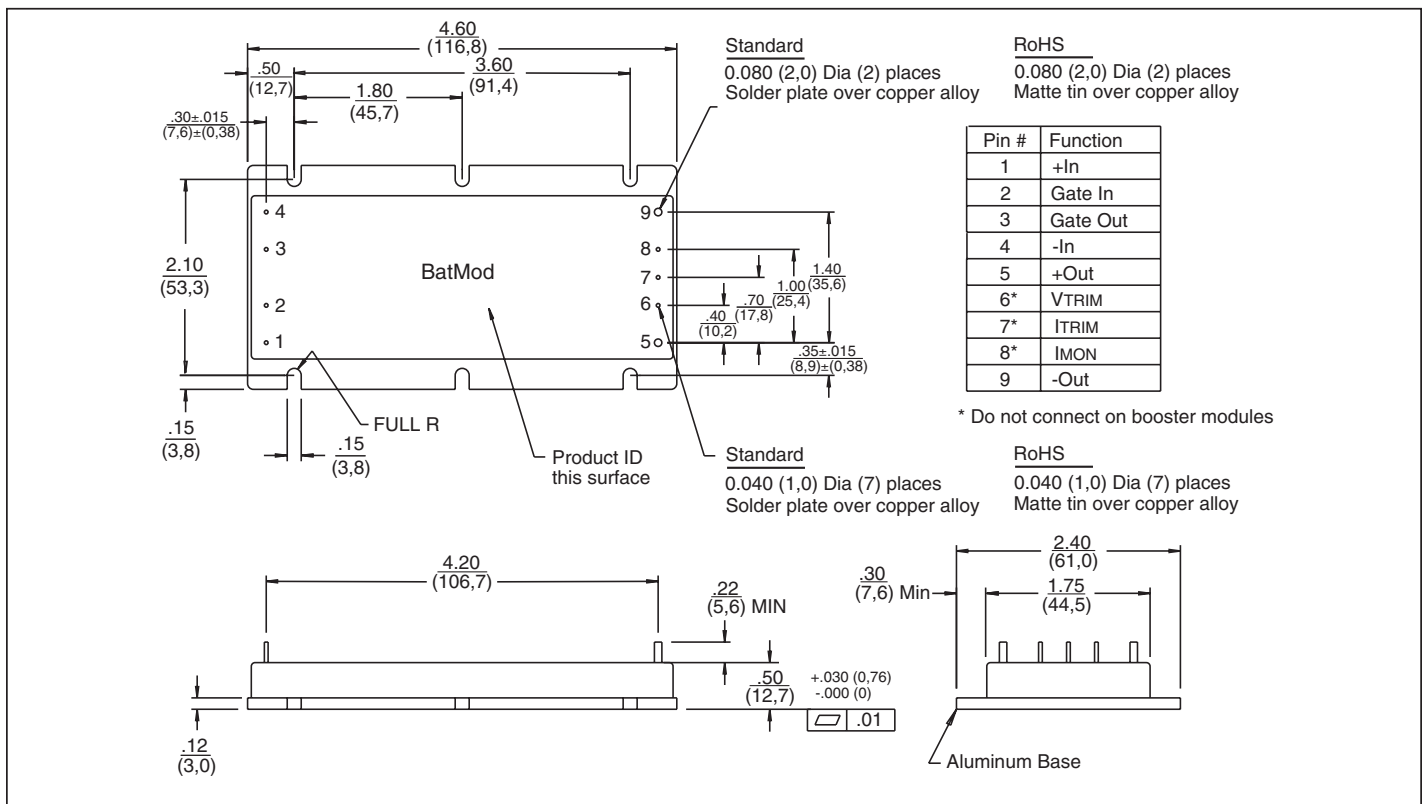 4.60
(116,8)
.50
(12,7)
3.60
(91,4)
1.80
(45,7)
.30±.015
(7,6)±(0,38)
Standard
0.080 (2,0) Dia (2) places
Solder plate over copper alloy
RoHS
0.080 (2,0) Dia (2) places
Matte tin over copper alloy
Pin # Function
1 +In
2 Gate In
3 Gate Out
4 -In
5 +Out
6* VTRIM
7* ITRIM
8* IMON
9 -Out
* Do not connect on booster modules
4
3
2
1
BatMod
9
8
7
6
5
2.10
(53,3)
1.40
(35,6)
1.00
(25,4)
.70
(17,8)
.40
(10,2)
.35±.015
(8,9)±(0,38)
.15
(3,8)
.15
(3,8)
FULL R
Product ID
this surface
Standard
0.040 (1,0) Dia (7) places
Solder plate over copper alloy
RoHS
0.040 (1,0) Dia (7) places
Matte tin over copper alloy
4.20
(106,7)
.22
(5,6) MIN
.50
(12,7)
+.030 (0,76)
-.000 (0)
.01
.12
(3,0)
2.40
(61,0)
.30
(7,6) Min
1.75
(44,5)
Aluminum Base